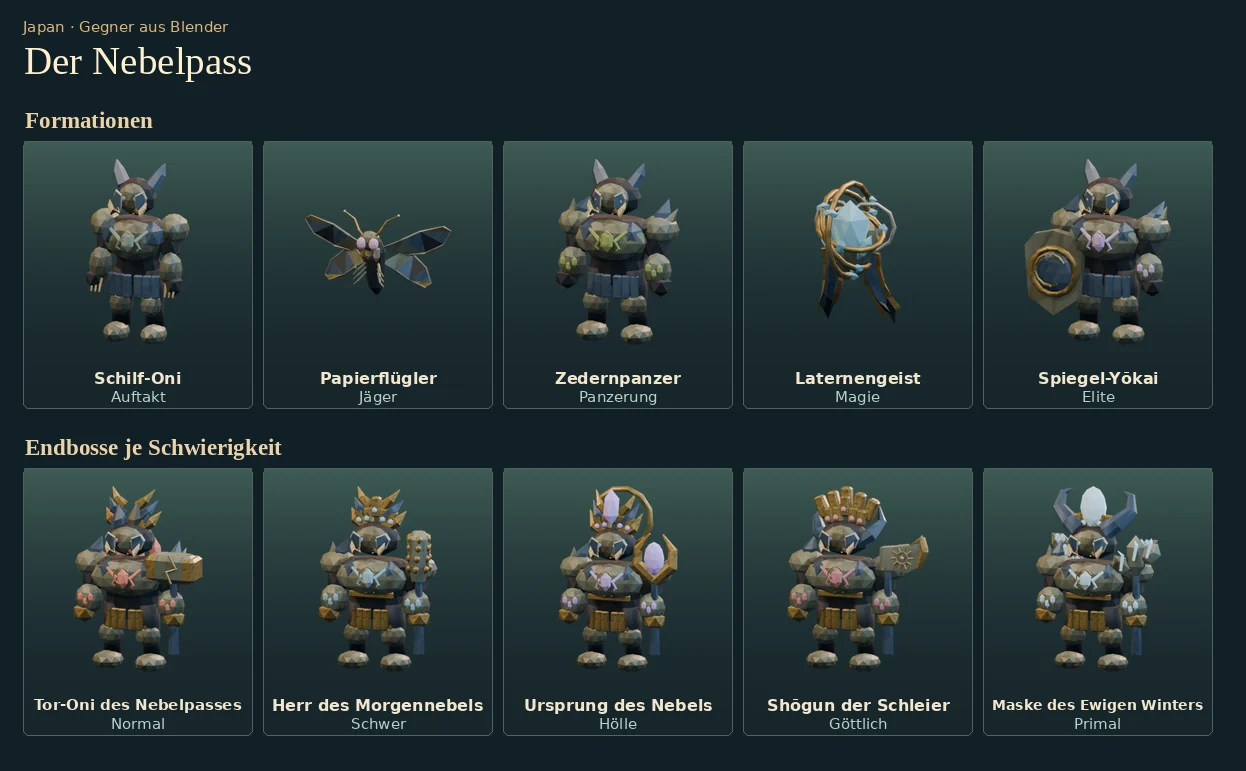 Japan · Gegner aus Blender
Der Nebelpass
Formationen
Schilf-Oni
Auftakt
Papierflügler
Jäger
Zedernpanzer
Panzerung
Laternengeist
Magie
Spiegel-Yōkai
Elite
Endbosse je Schwierigkeit
Tor-Oni des Nebelpasses
Normal
Herr des Morgennebels
Schwer
Ursprung des Nebels
Hölle
Shōgun der Schleier
Göttlich
Maske des Ewigen Winters
Primal